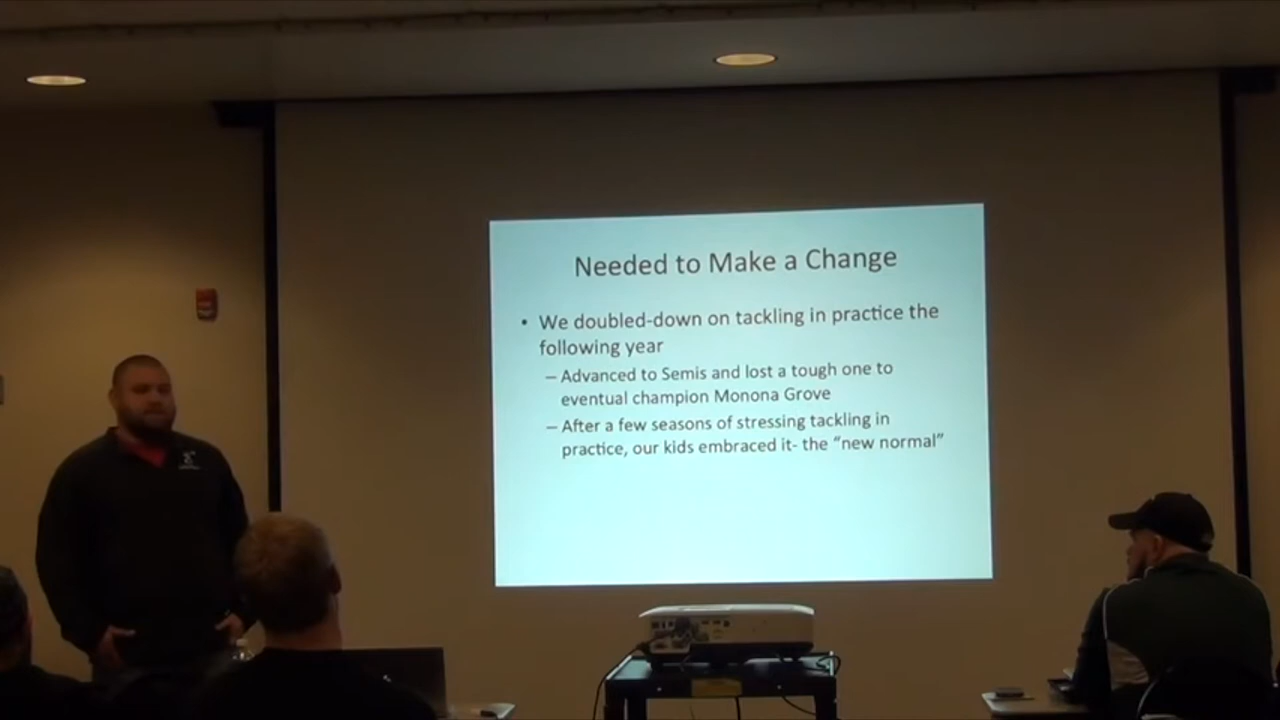 Needed to Make a Change
• We doubled-down on tackling in practice the
following year
– Advanced to Semis and lost a tough one to
eventual champion Monona Grove
– After a few seasons of stressing tackling in
practice, our kids embraced it- the “new normal”